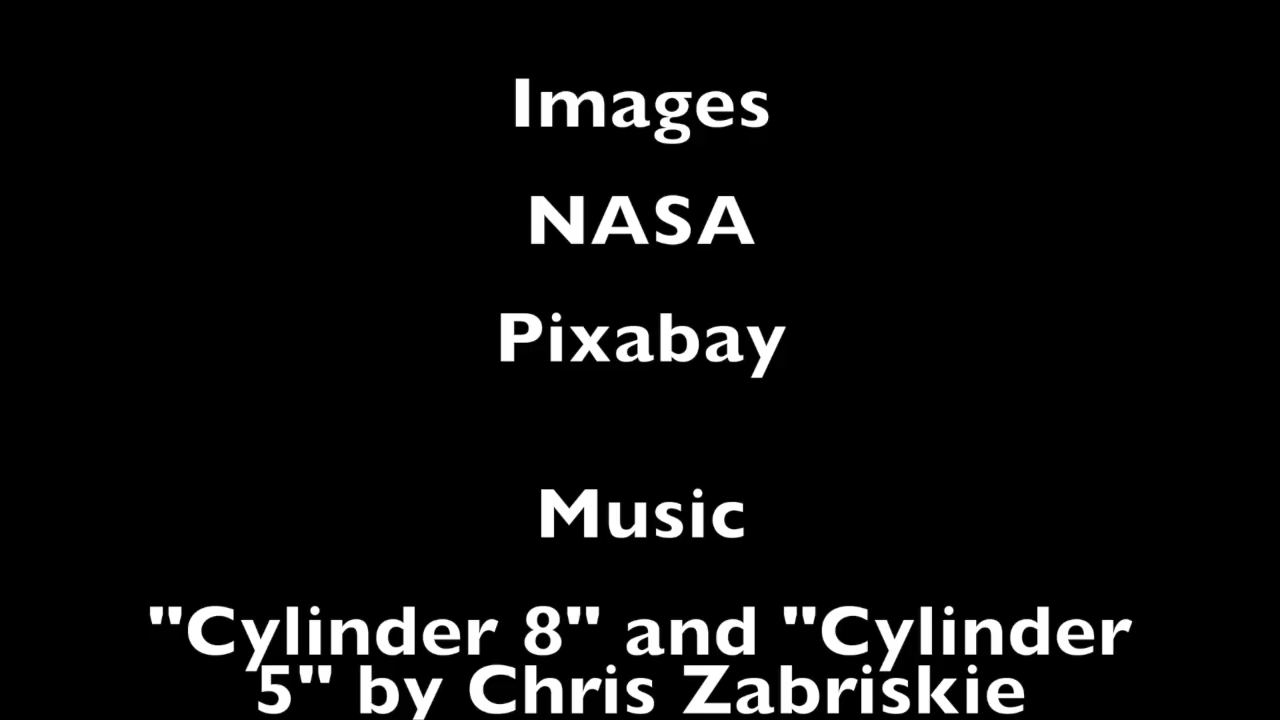 Images
NASA
Pixabay
Music
"Cylinder 8" and "Cylinder
5" by Chris Zabriskie